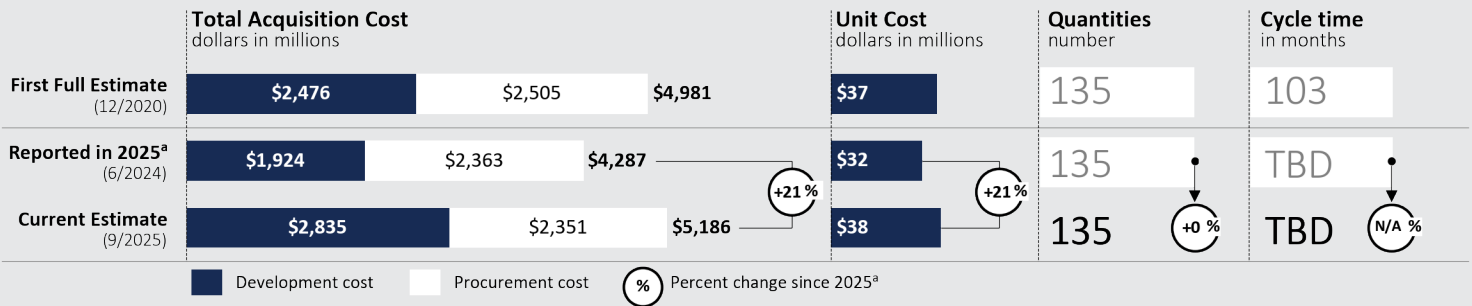 Total Acquisition Cost
dollars in millions
Unit Cost
dollars in millions
Quantities
number
Cycle time
in months
First Full Estimate
(12/2020)
$2,476
$2,505
$4,981
$37
135
103
Reported in 2025ª
(6/2024)
$1,924
$2,363
$4,287
$32
135
TBD
+21 %
+21 %
Current Estimate
(9/2025)
$2,835
$2,351
$5,186
$38
135
+0 %
TBD
N/A %
Development cost
Procurement cost
%
Percent change since 2025ª